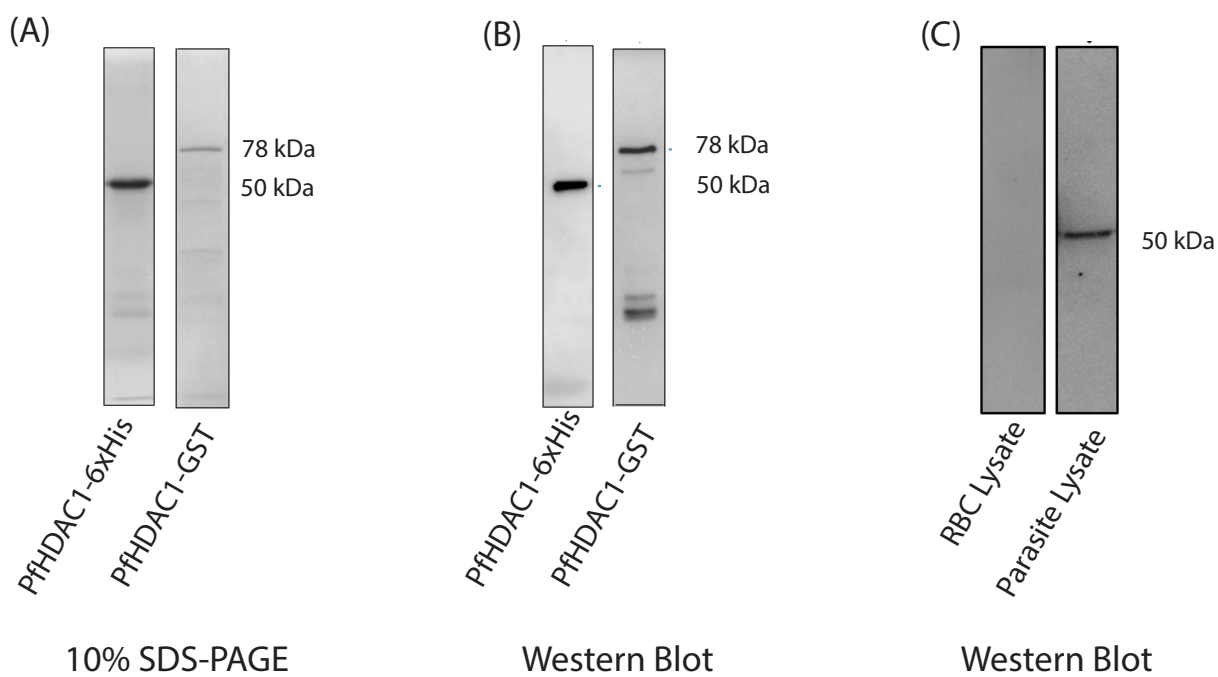 (A)
(B)
(C)
78 kDa
50 kDa
78 kDa
50 kDa
50 kDa
PfHDAC1-6xHis
PfHDAC1-GST
PfHDAC1-6xHis
PfHDAC1-GST
RBC Lysate
Parasite Lysate
10% SDS-PAGE
Western Blot
Western Blot